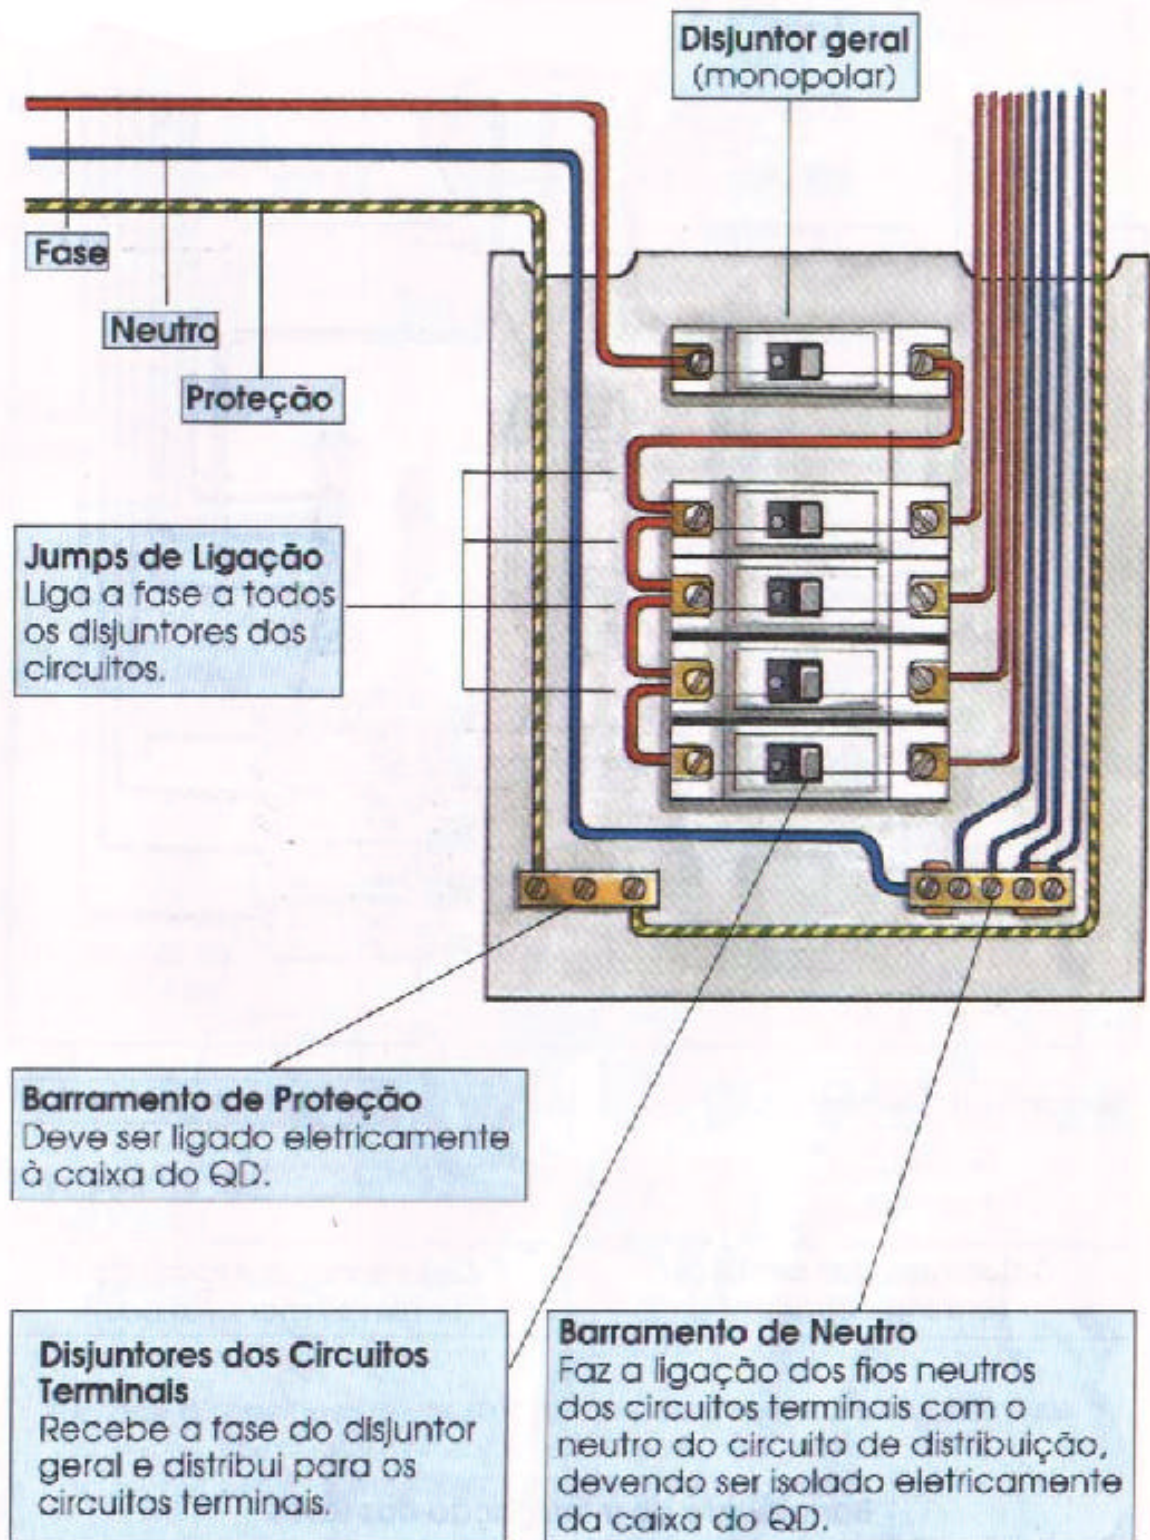 Disjuntor geral
(monopolar)
Fase
Neutro
Proteção
Jumps de Ligação
Liga a fase a todos
os disjuntores dos
circuitos.
Barramento de Proteção
Deve ser ligado eletricamente
à caixa do QD.
Disjuntores dos Circuitos
Terminais
Recebe a fase do disjuntor
geral e distribui para os
circuitos terminais.
Barramento de Neutro
Faz a ligação dos fios neutros
dos circuitos terminais com o
neutro do circuito de distribuição,
devendo ser isolado eletricamente
da caixa do QD.